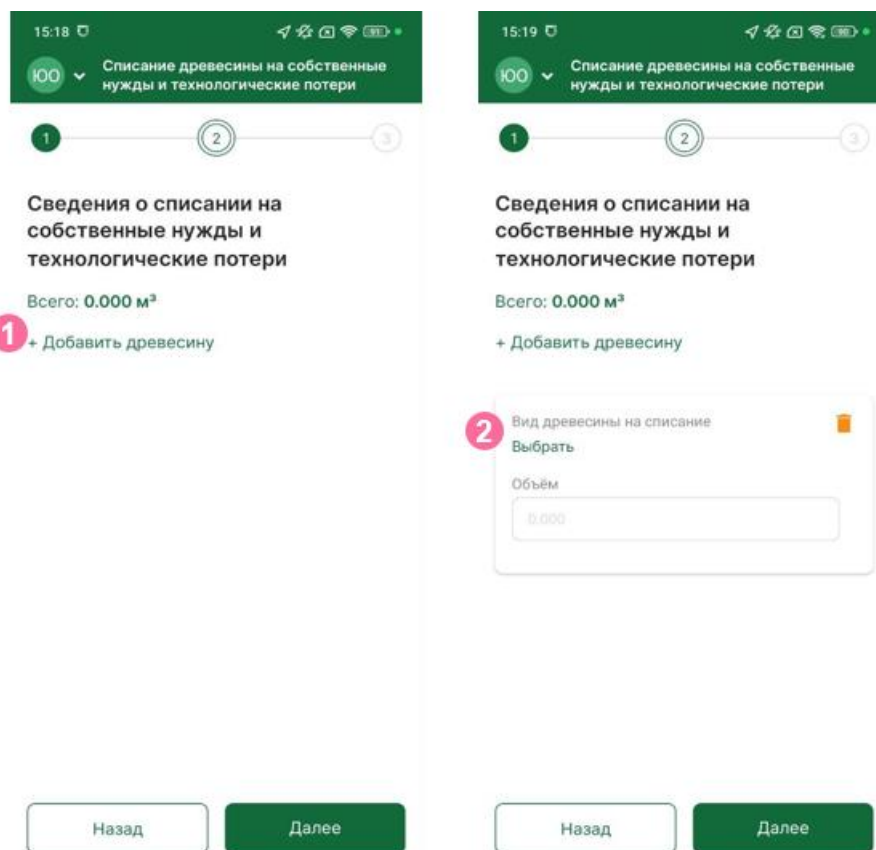 15:18
91
ЮО
Списание древесины на собственные
нужды и технологические потери
1
2
3
Сведения о списании на
собственные нужды и
технологические потери
Всего: 0.000 м³
1
+ Добавить древесину
Назад
Далее
15:19
90
ЮО
Списание древесины на собственные
нужды и технологические потери
1
2
3
Сведения о списании на
собственные нужды и
технологические потери
Всего: 0.000 м³
+ Добавить древесину
2
Вид древесины на списание
Выбрать
Объём
0.000
Назад
Далее